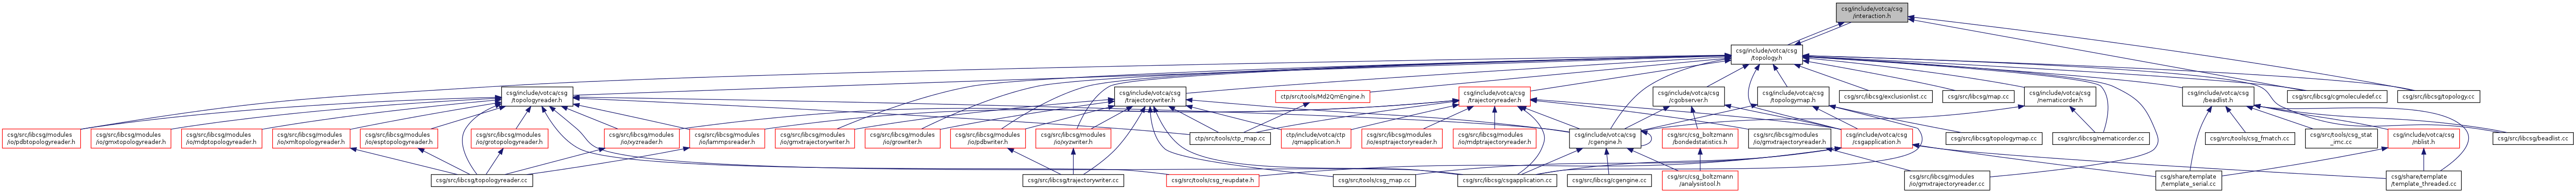 csg/include/votca/csg
/interaction.h
csg/include/votca/csg
/topology.h
csg/include/votca/csg
/topologyreader.h
csg/include/votca/csg
/trajectorywriter.h
ctp/src/tools/Md2QmEngine.h
csg/include/votca/csg
/trajectoryreader.h
csg/include/votca/csg
/cgobserver.h
csg/include/votca/csg
/topologymap.h
csg/src/libcsg/exclusionlist.cc
csg/src/libcsg/map.cc
csg/include/votca/csg
/nematicorder.h
csg/include/votca/csg
/beadlist.h
csg/src/libcsg/cgmoleculedef.cc
csg/src/libcsg/topology.cc
csg/src/libcsg/modules
/io/pdbtopologyreader.h
csg/src/libcsg/modules
/io/gmxtopologyreader.h
csg/src/libcsg/modules
/io/mdptopologyreader.h
csg/src/libcsg/modules
/io/xmltopologyreader.h
csg/src/libcsg/modules
/io/esptopologyreader.h
csg/src/libcsg/modules
/io/grotopologyreader.h
csg/src/libcsg/modules
/io/xyzreader.h
csg/src/libcsg/modules
/io/lammpsreader.h
csg/src/libcsg/modules
/io/gmxtrajectorywriter.h
csg/src/libcsg/modules
/io/growriter.h
csg/src/libcsg/modules
/io/pdbwriter.h
csg/src/libcsg/modules
/io/xyzwriter.h
ctp/src/tools/ctp_map.cc
ctp/include/votca/ctp
/qmapplication.h
csg/src/libcsg/modules
/io/esptrajectoryreader.h
csg/src/libcsg/modules
/io/mdptrajectoryreader.h
csg/include/votca/csg
/cgengine.h
csg/src/csg_boltzmann
/bondedstatistics.h
csg/src/libcsg/modules
/io/gmxtrajectoryreader.h
csg/include/votca/csg
/csgapplication.h
csg/src/libcsg/topologymap.cc
csg/src/libcsg/nematicorder.cc
csg/src/tools/csg_fmatch.cc
csg/src/tools/csg_stat
_imc.cc
csg/include/votca/csg
/nblist.h
csg/src/libcsg/beadlist.cc
csg/src/libcsg/topologyreader.cc
csg/src/tools/csg_reupdate.h
csg/src/libcsg/trajectorywriter.cc
csg/src/tools/csg_map.cc
csg/src/libcsg/csgapplication.cc
csg/src/libcsg/cgengine.cc
csg/src/csg_boltzmann
/analysistool.h
csg/src/libcsg/modules
/io/gmxtrajectoryreader.cc
csg/share/template
/template_serial.cc
csg/share/template
/template_threaded.cc